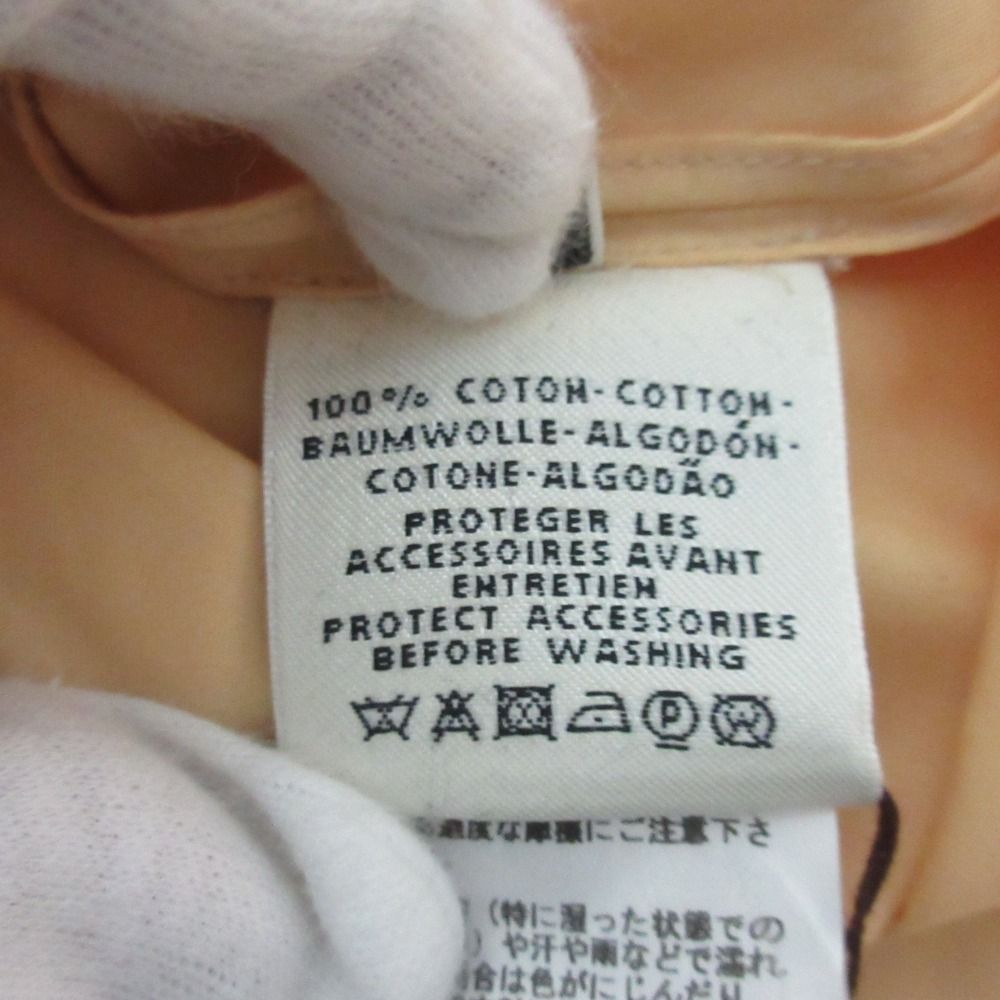 100% COTON-COTTON-
BAUMWOLLE-ALGODÓN-
COTONE-ALGODÃO
PROTEGER LES
ACCESSOIRES AVANT
ENTRETIEN
PROTECT ACCESSORIES
BEFORE WASHING
P W
過度な摩擦にご注意下さ
（特に湿った状態での
）や汗や雨などで濡れ
合は色がにじんだり